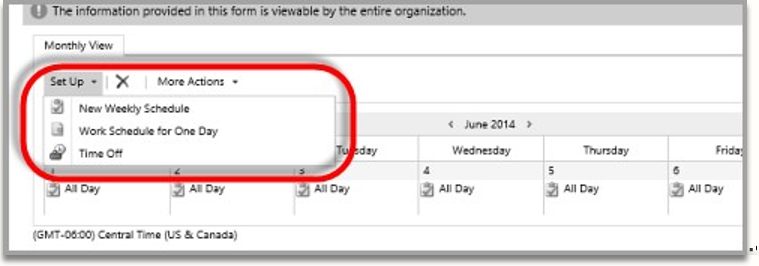 The information provided in this form is viewable by the entire organization.
Monthly View
Set Up More Actions
New Weekly Schedule
Work Schedule for One Day
Time Off
June 2014
Tuesday Wednesday Thursday
1 2 3 4 5 6
All Day All Day All Day All Day All Day All Day
(GMT-06:00) Central Time (US & Canada)